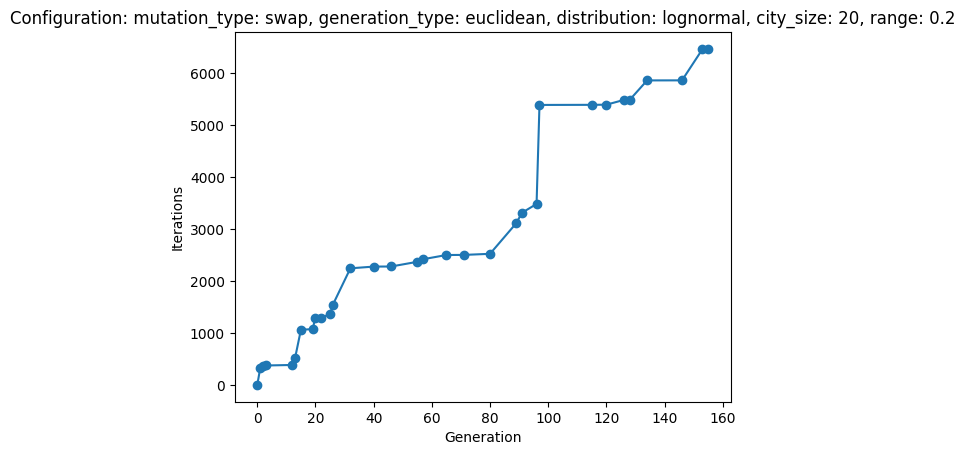 Configuration: mutation_type: swap, generation_type: euclidean, distribution: lognormal, city_size: 20, range: 0.2
6000
5000
4000
3000
2000
1000
0
Iterations
0 20 40 60 80 100 120 140 160
Generation